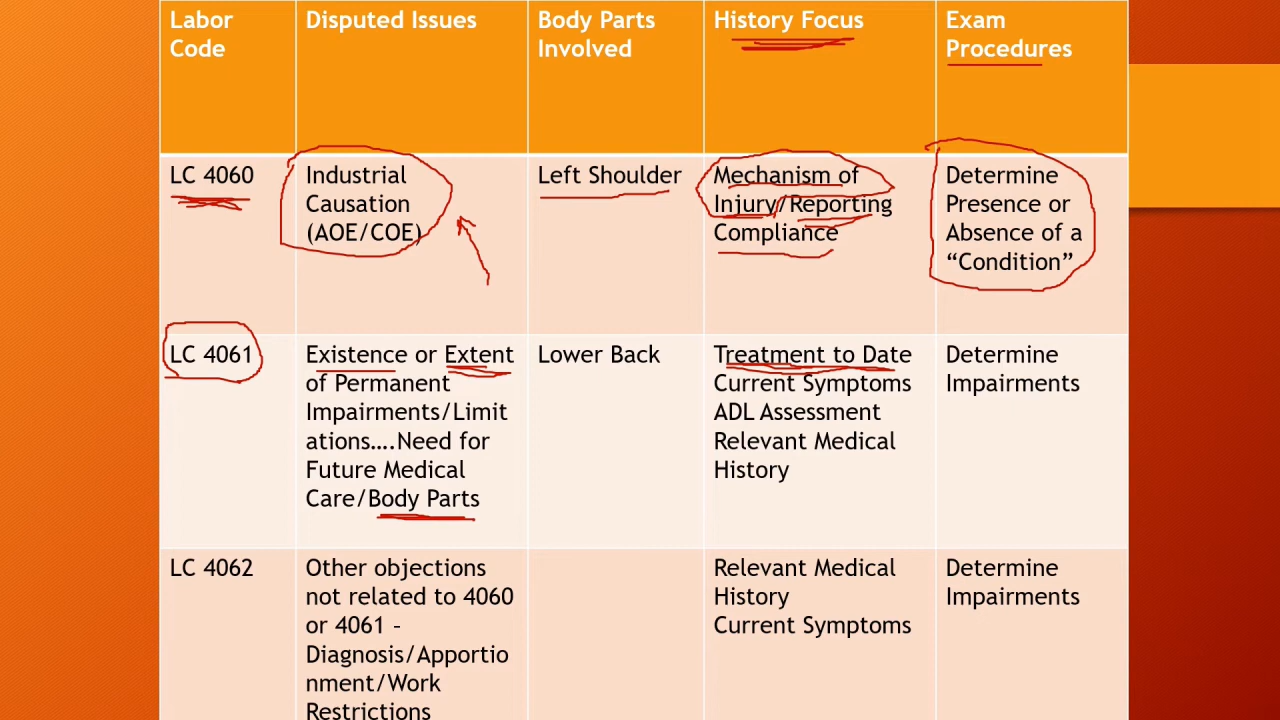 Labor
Code
Disputed Issues
Body Parts
Involved
History Focus
Exam
Procedures
LC 4060
Industrial
Causation
(AOE/COE)
Left Shoulder
Mechanism of
Injury/Reporting
Compliance
Determine
Presence or
Absence of a
“Condition”
LC 4061
Existence or Extent
of Permanent
Impairments/Limit
ations….Need for
Future Medical
Care/Body Parts
Lower Back
Treatment to Date
Current Symptoms
ADL Assessment
Relevant Medical
History
Determine
Impairments
LC 4062
Other objections
not related to 4060
or 4061 –
Diagnosis/Apportio
nment/Work
Restrictions
Relevant Medical
History
Current Symptoms
Determine
Impairments